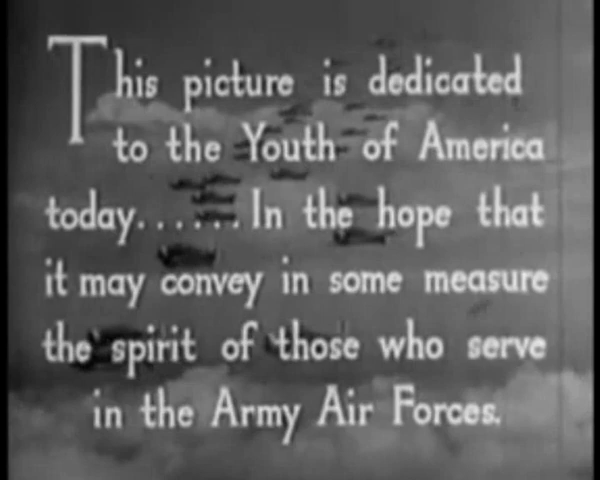 This picture is dedicated
to the Youth of America
today......In the hope that
it may convey in some measure
the spirit of those who serve
in the Army Air Forces.